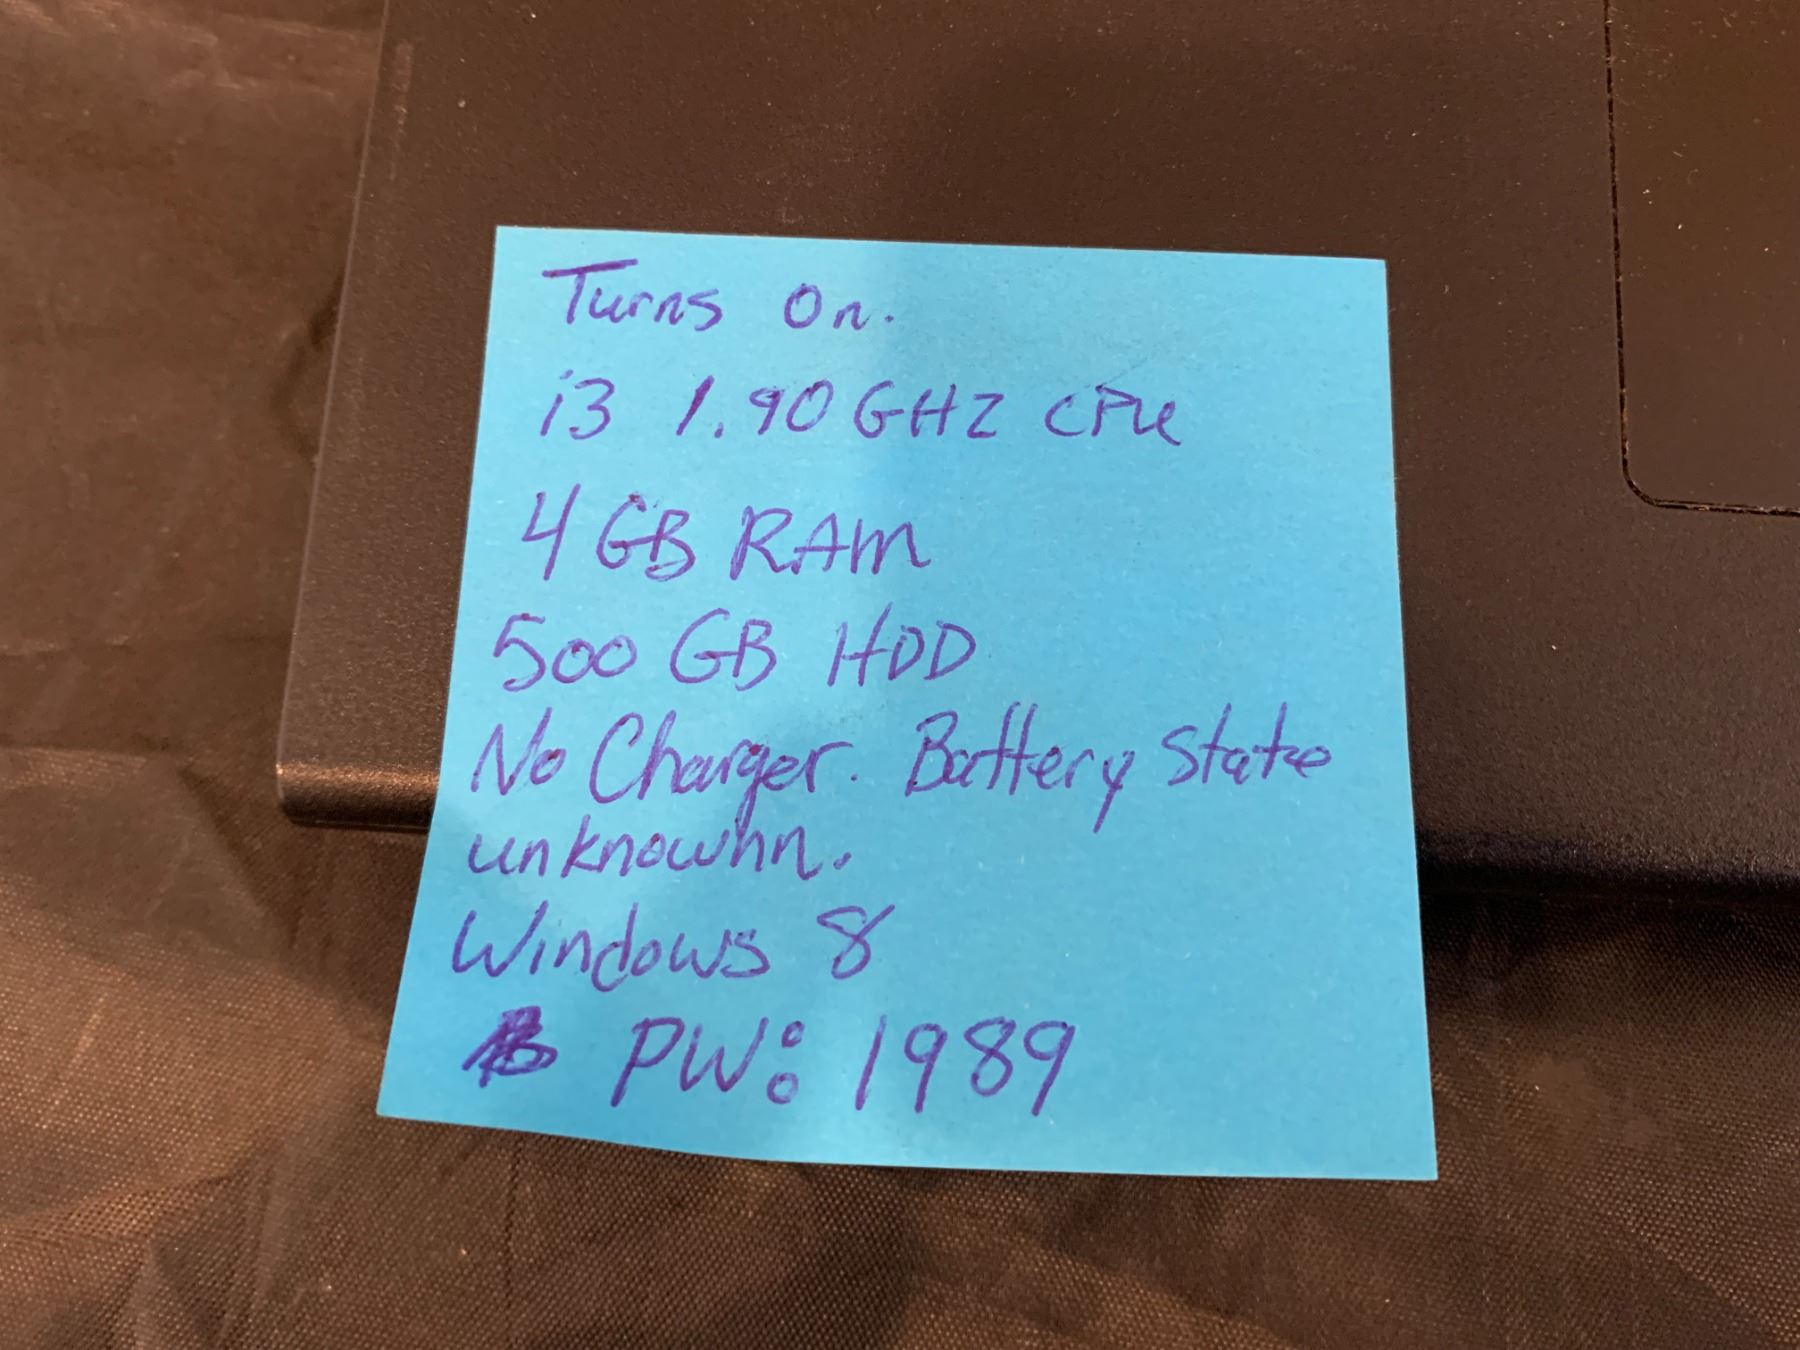 Turns On.
i3 1.90 GHZ CPU
4 GB RAM
500 GB HDD
No Charger. Battery State
unknowhn.
Windows 8
PW: 1989